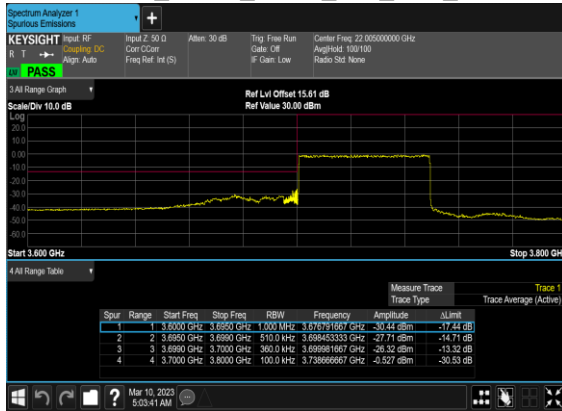 Spectrum Analyzer 1
Spurious Emissions
+
KEYSIGHT Input: RF Input Z: 50 Ω Atten: 30 dB Trig: Free Run Center Freq: 22.005000000 GHz
R T Coupling: DC Corr CCorr Gate: Off Avg|Hold: 100/100
Align: Auto Freq Ref: Int (S) IF Gain: Low Radio Std: None
LU PASS
3 All Range Graph
Ref Lvl Offset 15.61 dB
Scale/Div 10.0 dB Ref Value 30.00 dBm
Log
20.0
10.0
0.00
-10.0
-20.0
-30.0
-40.0
-50.0
-60.0
Start 3.600 GHz Stop 3.800 GH
4 All Range Table
Measure Trace Trace 1
Trace Type Trace Average (Active)
Spur Range Start Freq Stop Freq RBW Frequency Amplitude ΔLimit
1 1 3.6000 GHz 3.6950 GHz 1.000 MHz 3.676791667 GHz -30.44 dBm -17.44 dB
2 2 3.6950 GHz 3.6990 GHz 510.0 kHz 3.698453333 GHz -27.71 dBm -14.71 dB
3 3 3.6990 GHz 3.7000 GHz 360.0 kHz 3.699981667 GHz -26.32 dBm -13.32 dB
4 4 3.7000 GHz 3.8000 GHz 100.0 kHz 3.738666667 GHz -0.527 dBm -30.53 dB
? Mar 10, 2023
5:03:41 AM